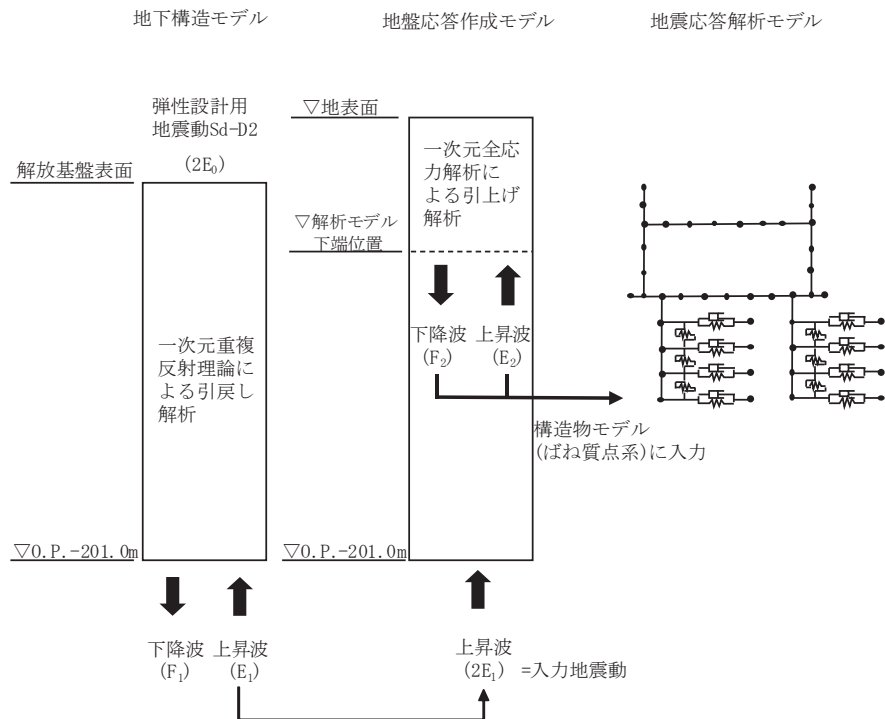 地下構造モデル
地盤応答作成モデル
地震応答解析モデル
弾性設計用
地震動Sd-D2
(2E₀)
解放基盤表面
一次元重複
反射理論に
よる引戻し
解析
▽O.P.-201.0m
下降波 上昇波
(F₁) (E₁)
▽地表面
一次元全応
力解析に
よる引上げ
解析
▽解析モデル
下端位置
下降波 上昇波
(F₂) (E₂)
構造物モデル
(ばね質点系)に入力
▽O.P.-201.0m
上昇波
(2E₁) =入力地震動